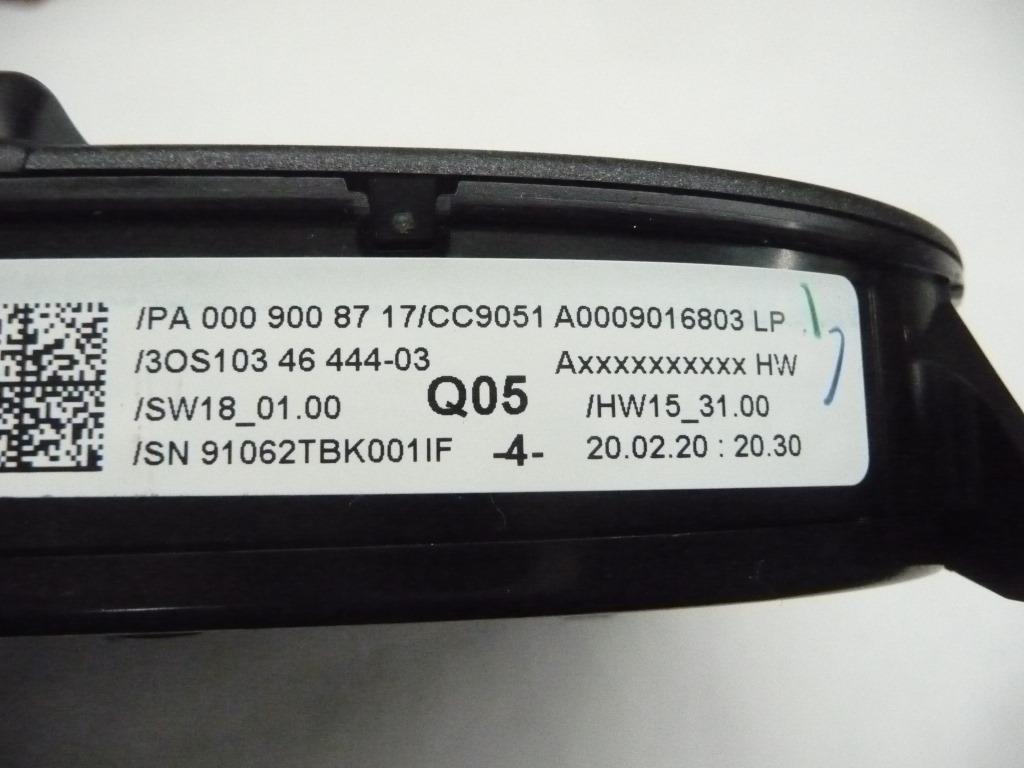 /PA 000 900 87 17/CC9051 A0009016803 LP
/3OS103 46 444-03 Axxxxxxxxxx HW
/SW18_01.00 Q05 /HW15_31.00
/SN 91062TBK001IF -4- 20.02.20 : 20.30